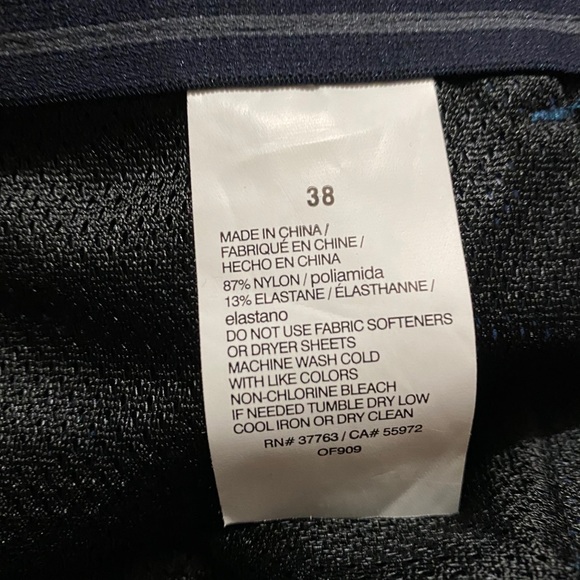 38
MADE IN CHINA /
FABRIQUÉ EN CHINE /
HECHO EN CHINA
87% NYLON / poliamida
13% ELASTANE / ÉLASTHANNE /
elastano
DO NOT USE FABRIC SOFTENERS
OR DRYER SHEETS
MACHINE WASH COLD
WITH LIKE COLORS
NON-CHLORINE BLEACH
IF NEEDED TUMBLE DRY LOW
COOL IRON OR DRY CLEAN
RN# 37763 / CA# 55972
OF909